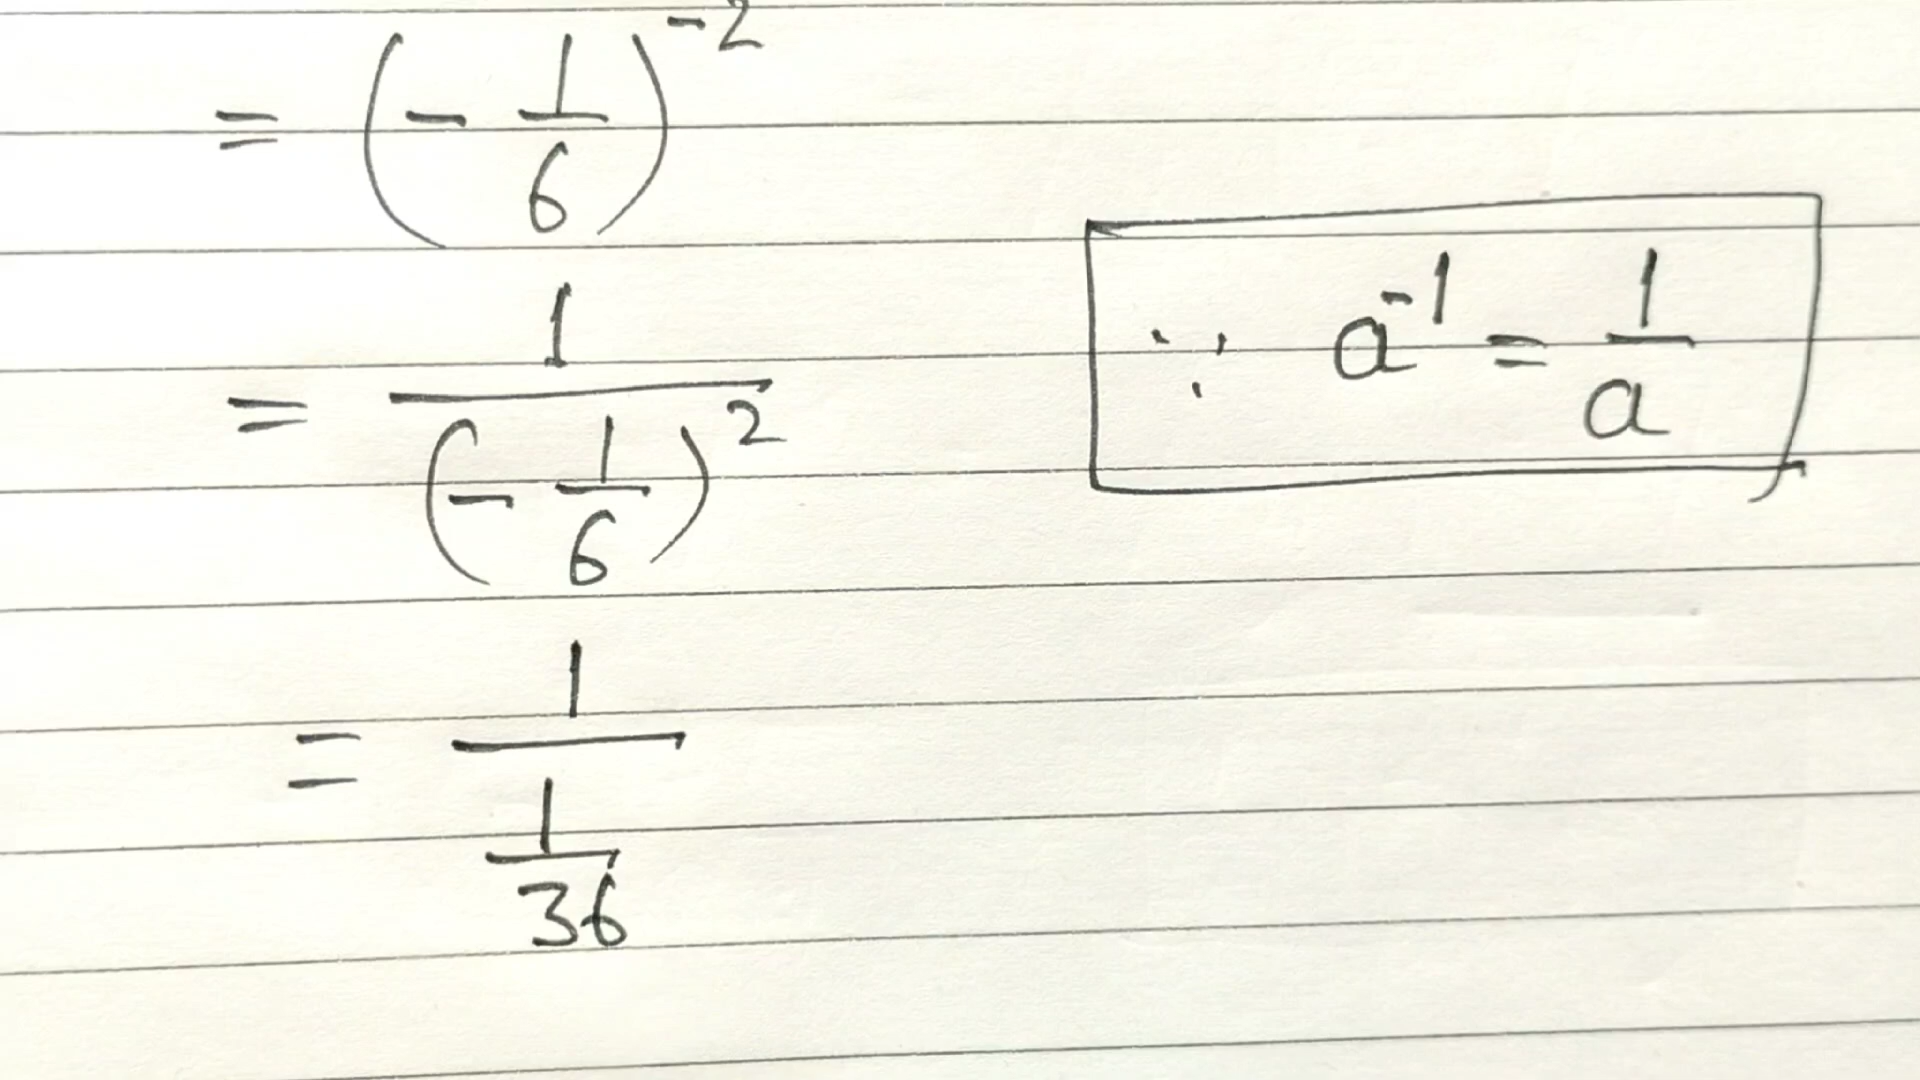 = (- 1/6)^-2
= 1/(- 1/6)^2
∵ a^-1 = 1/a
= 1/(1/36)